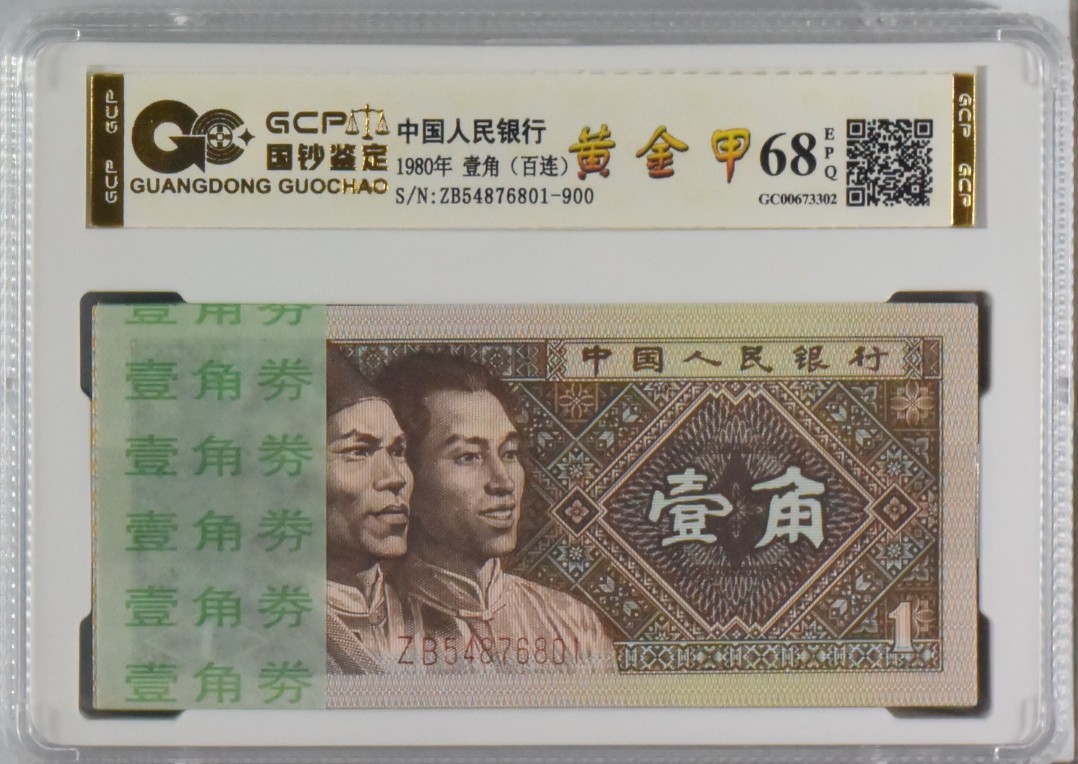 GCP GCP
GCP
国钞鉴定
GUANGDONG GUOCHAO
中国人民银行
1980年 壹角（百连）
S/N:ZB54876801-900
黄金甲
68
EPQ
GC00673302
GCP GCP
壹角券
壹角券
壹角券
壹角券
壹角券
壹角券
中国人民银行
壹角
1
ZB54876801